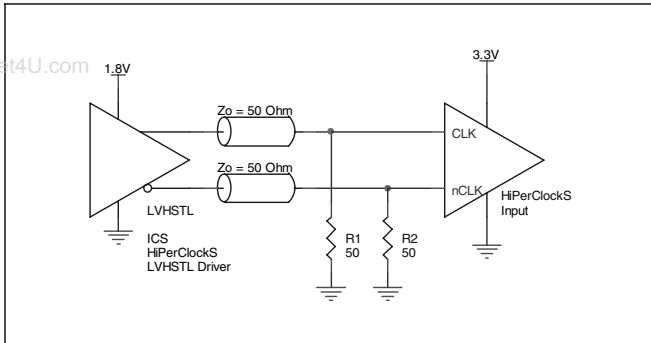 et4U.com
1.8V
3.3V
Zo = 50 Ohm
CLK
Zo = 50 Ohm
nCLK
HiPerClockS
Input
LVHSTL
ICS
HiPerClockS
LVHSTL Driver
R1
50
R2
50